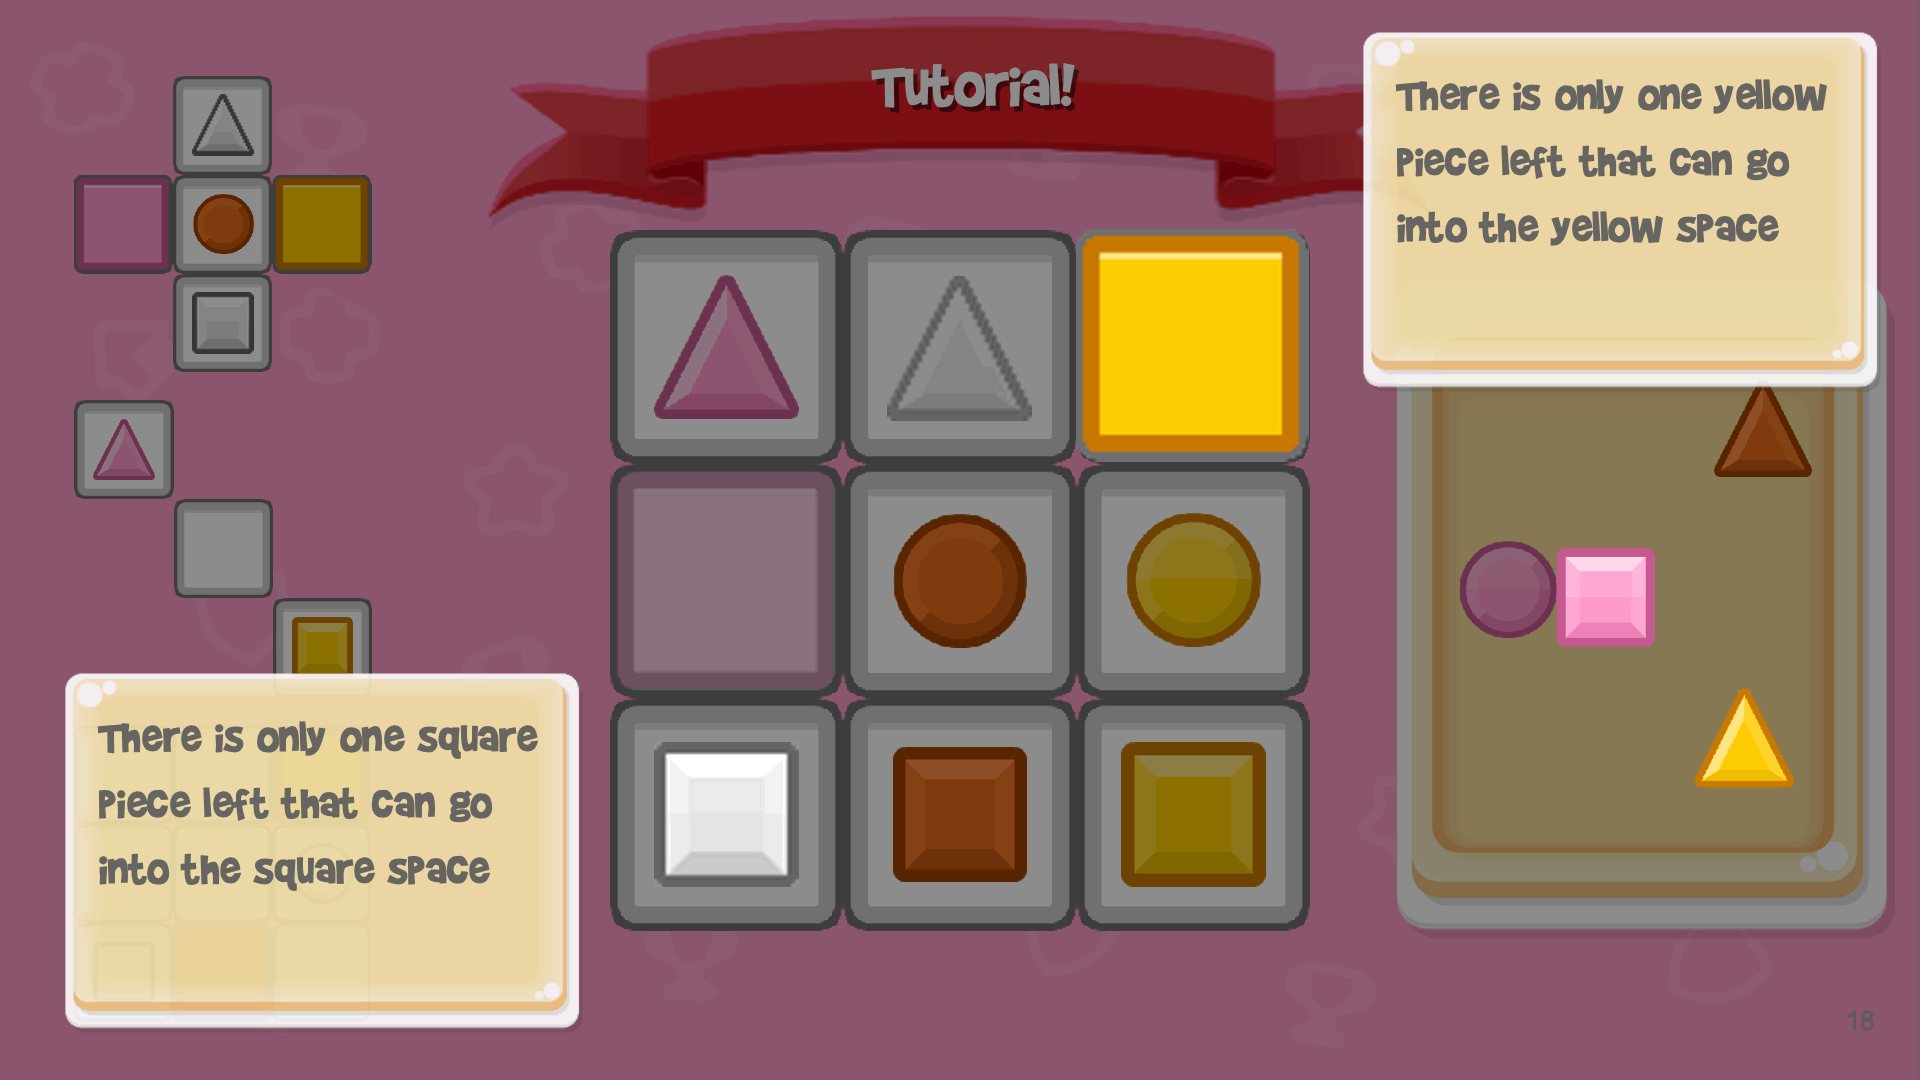 Tutorial!
There is only one yellow
piece left that can go
into the yellow space
There is only one square
piece left that can go
into the square space
18